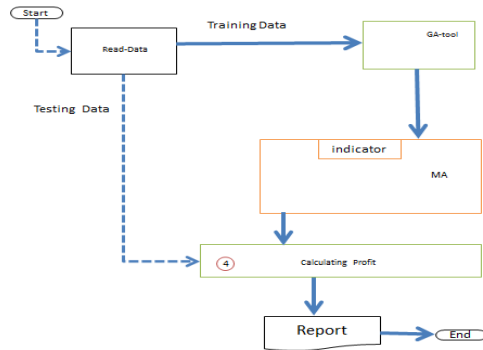 Start
Training Data
Read-Data
GA-tool
Testing Data
indicator
MA
4
Calculating Profit
Report
End